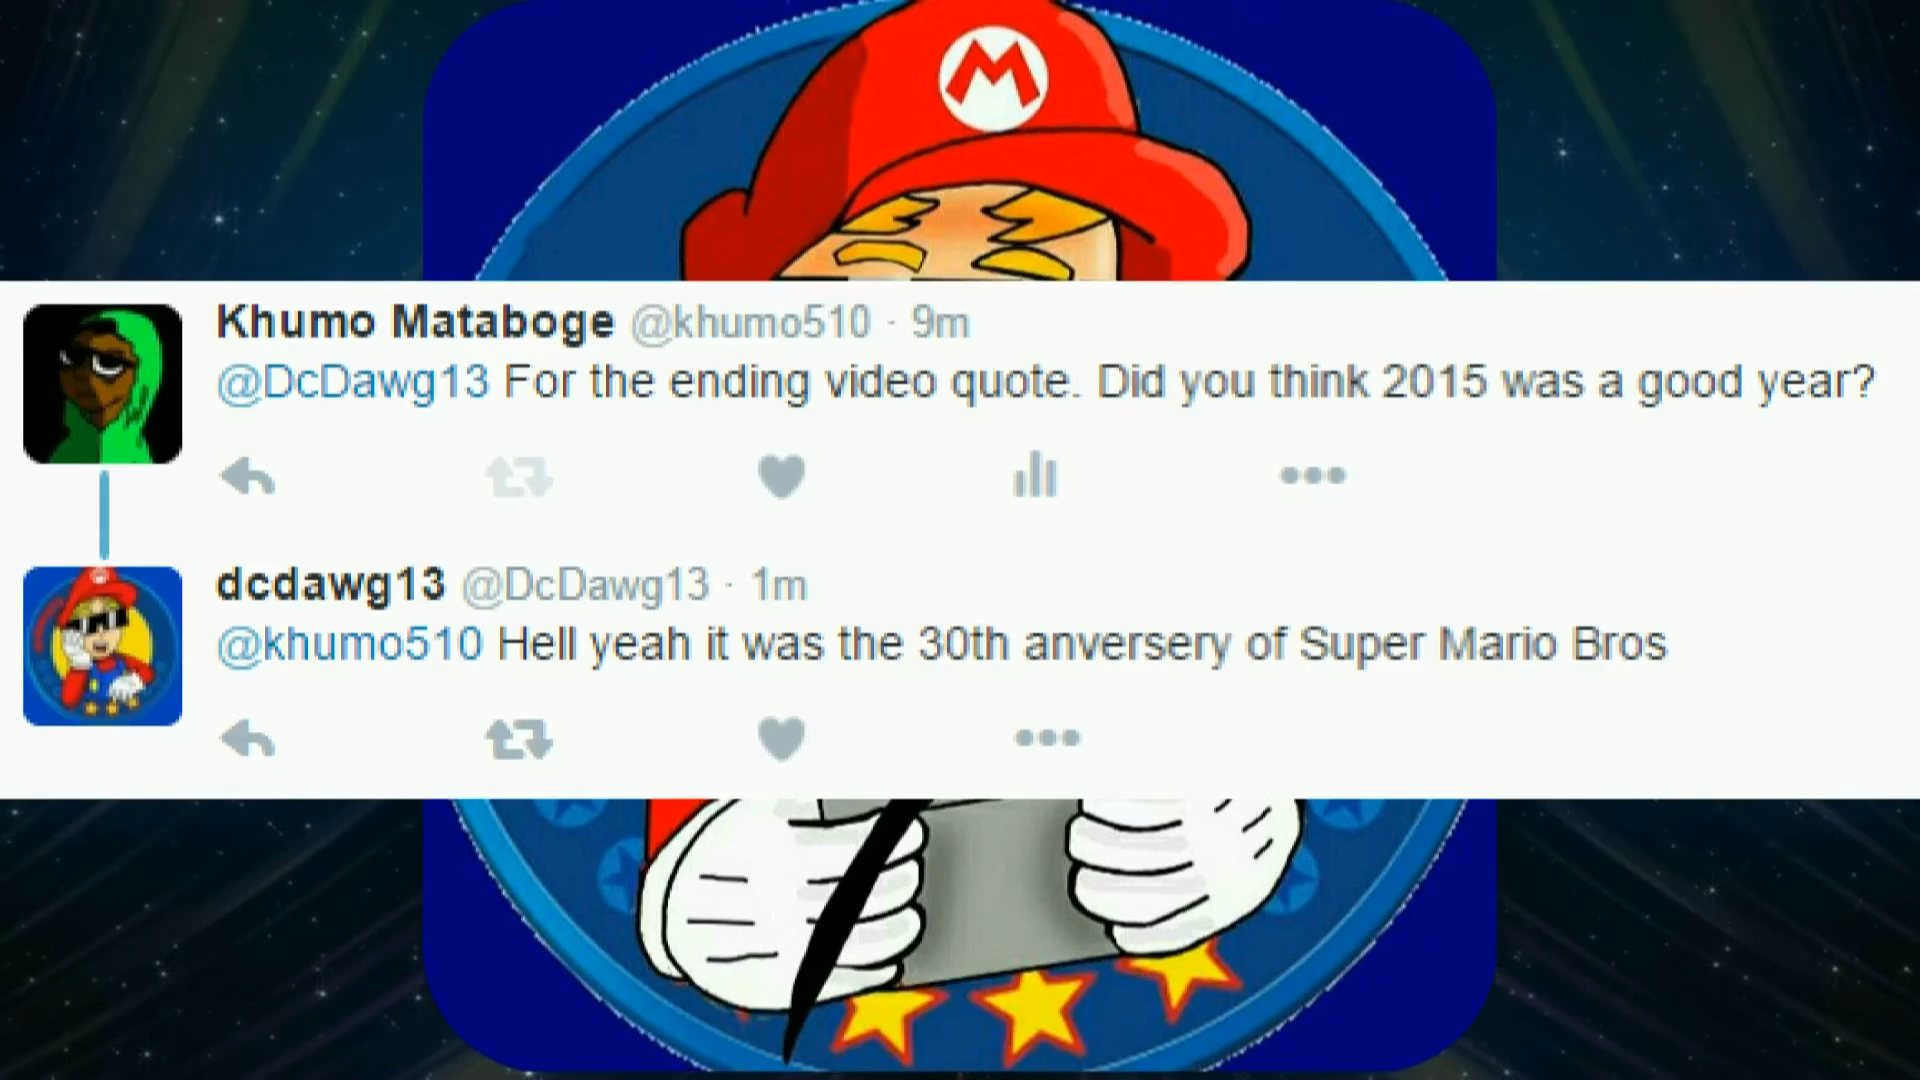 M
Khumo Mataboge @khumo510 · 9m
@DcDawg13 For the ending video quote. Did you think 2015 was a good year?
dcdawg13 @DcDawg13 · 1m
@khumo510 Hell yeah it was the 30th anversery of Super Mario Bros